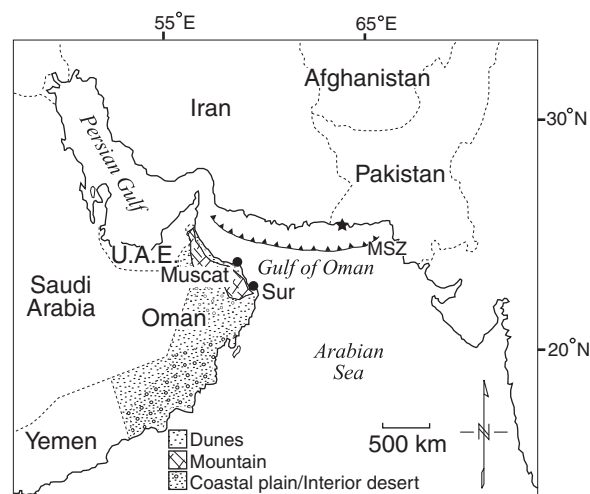 55°E
65°E
Afghanistan
Iran
30°N
Persian Gulf
Pakistan
U.A.E.
MSZ
Muscat
Gulf of Oman
Saudi
Arabia
Sur
Oman
Arabian
Sea
20°N
Yemen
Dunes
Mountain
Coastal plain/Interior desert
500 km
N